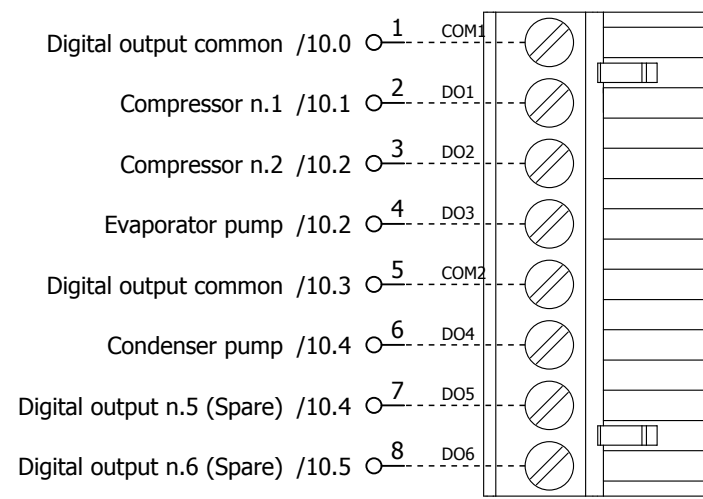 Digital output common /10.0 1 COM1
Compressor n.1 /10.1 2 DO1
Compressor n.2 /10.2 3 DO2
Evaporator pump /10.2 4 DO3
Digital output common /10.3 5 COM2
Condenser pump /10.4 6 DO4
Digital output n.5 (Spare) /10.4 7 DO5
Digital output n.6 (Spare) /10.5 8 DO6